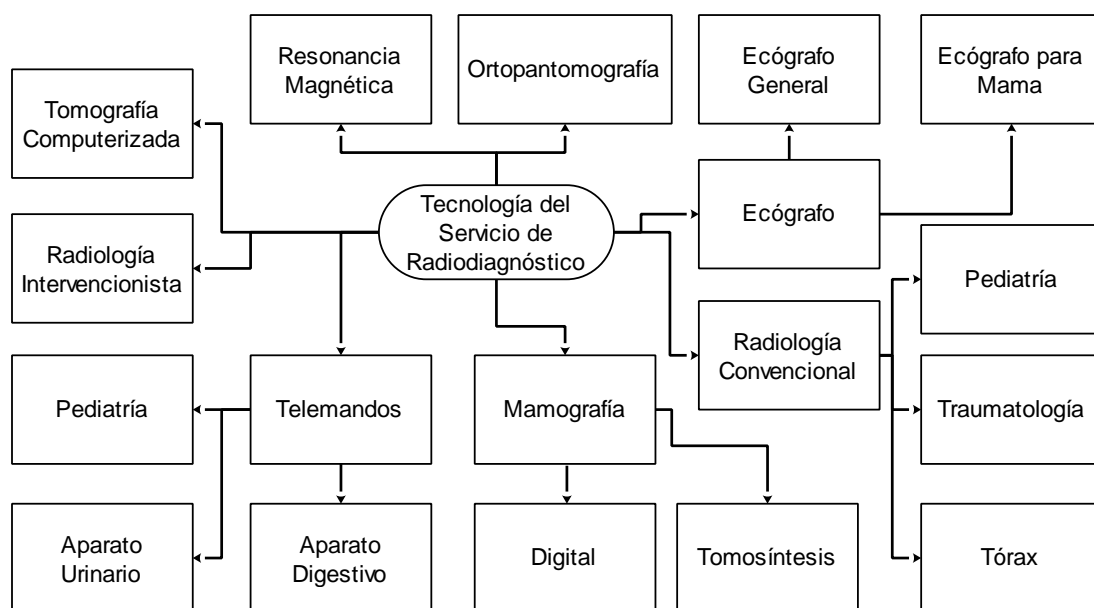 Resonancia
Magnética
Ortopantomografía
Ecógrafo
General
Ecógrafo para
Mama
Tomografía
Computerizada
Tecnología del
Servicio de
Radiodiagnóstico
Ecógrafo
Radiología
Intervencionista
Pediatría
Radiología
Convencional
Pediatría
Telemandos
Mamografía
Traumatología
Aparato
Urinario
Aparato
Digestivo
Digital
Tomosíntesis
Tórax